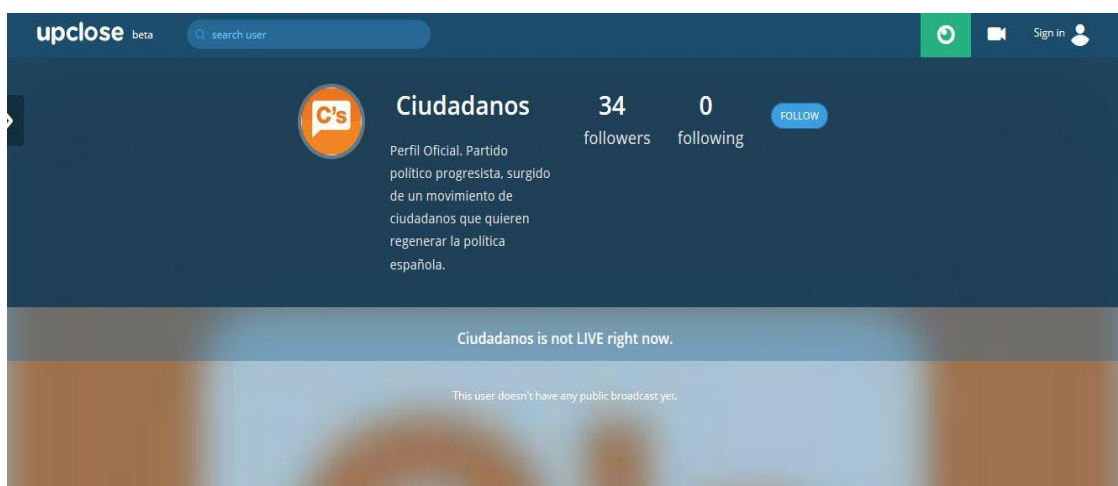 upclose beta
search user
Sign in
C's
Ciudadanos
34
followers
0
following
FOLLOW
Perfil Oficial. Partido
político progresista, surgido
de un movimiento de
ciudadanos que quieren
regenerar la política
española.
Ciudadanos is not LIVE right now.
This user doesn't have any public broadcast yet.